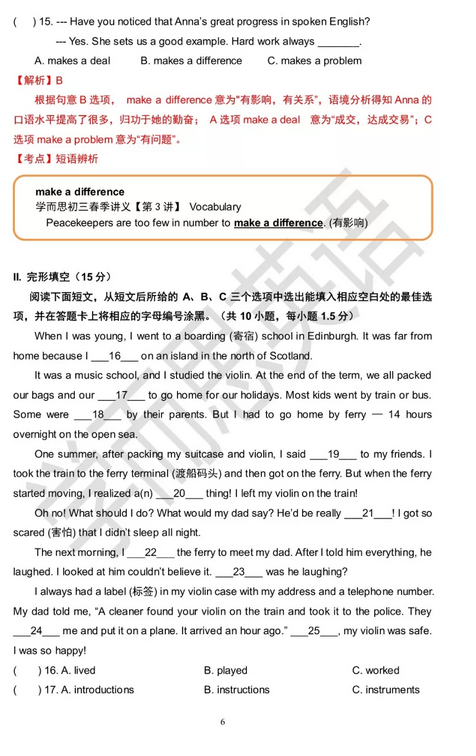 (      ) 15. --- Have you noticed that Anna's great progress in spoken English?
--- Yes. She sets us a good example. Hard work always _______.
A. makes a deal    B. makes a difference    C. makes a problem
【解析】B
根据句意 B 选项， make a difference 意为"有影响，有关系"，语境分析得知 Anna 的
口语水平提高了很多，归功于她的勤奋； A 选项 make a deal 意为"成交，达成交易"；C
选项 make a problem 意为"有问题"。
【考点】短语辨析
make a difference
学而思初三春季讲义【第 3 讲】 Vocabulary
Peacekeepers are too few in number to make a difference. (有影响)
II. 完形填空（15 分）
阅读下面短文，从短文后所给的 A、B、C 三个选项中选出能填入相应空白处的最佳选
项，并在答题卡上将相应的字母编号涂黑。（共 10 小题，每小题 1.5 分）
When I was young, I went to a boarding (寄宿) school in Edinburgh. It was far from
home because I ___16___ on an island in the north of Scotland.
It was a music school, and I studied the violin. At the end of the term, we all packed
our bags and our ___17___ to go home for our holidays. Most kids went by train or bus.
Some were ___18___ by their parents. But I had to go home by ferry — 14 hours
overnight on the open sea.
One summer, after packing my suitcase and violin, I said ___19___ to my friends. I
took the train to the ferry terminal (渡船码头) and then got on the ferry. But when the ferry
started moving, I realized a(n) ___20___ thing! I left my violin on the train!
Oh no! What should I do? What would my dad say? He'd be really ___21___! I got so
scared (害怕) that I didn't sleep all night.
The next morning, I ___22___ the ferry to meet my dad. After I told him everything, he
laughed. I looked at him couldn't believe it. ___23___ was he laughing?
I always had a label (标签) in my violin case with my address and a telephone number.
My dad told me, "A cleaner found your violin on the train and took it to the police. They
___24___ me and put it on a plane. It arrived an hour ago." ___25___, my violin was safe.
I was so happy!
(      ) 16. A. lived    B. played    C. worked
(      ) 17. A. introductions    B. instructions    C. instruments
6
学而思英语